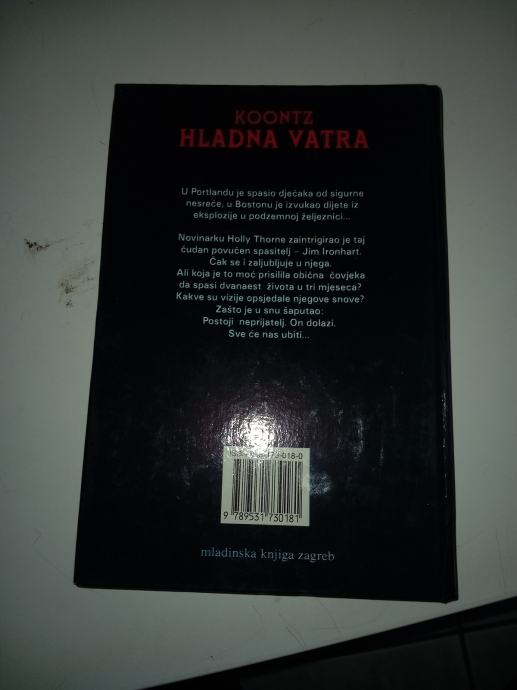 KOONTZ
HLADNA VATRA
U Portlandu je spasio dječaka od sigurne
nesreće, u Bostonu je izvukao dijete iz
eksplozije u podzemnoj željeznici...
Novinarku Holly Thorne zaintrigirao je taj
čudan povučen spasitelj – Jim Ironhart.
Čak se i zaljubljuje u njega.
Ali koja je to moć prisilila obična čovjeka
da spasi dvanaest života u tri mjeseca?
Kakve su vizije opsjedale njegove snove?
Zašto je u snu šaputao:
Postoji neprijatelj. On dolazi.
Sve će nas ubiti...
9 789531 730181
mladinska knjiga zagreb